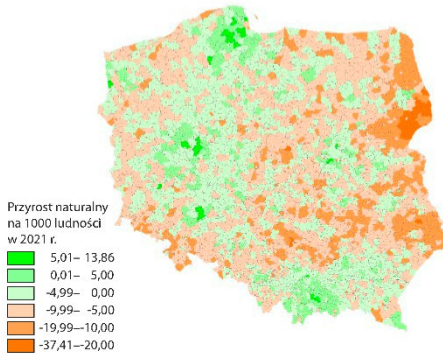 Przyrost naturalny
na 1000 ludności
w 2021 r.
5,01– 13,86
0,01– 5,00
-4,99– 0,00
-9,99– -5,00
-19,99–-10,00
-37,41–-20,00